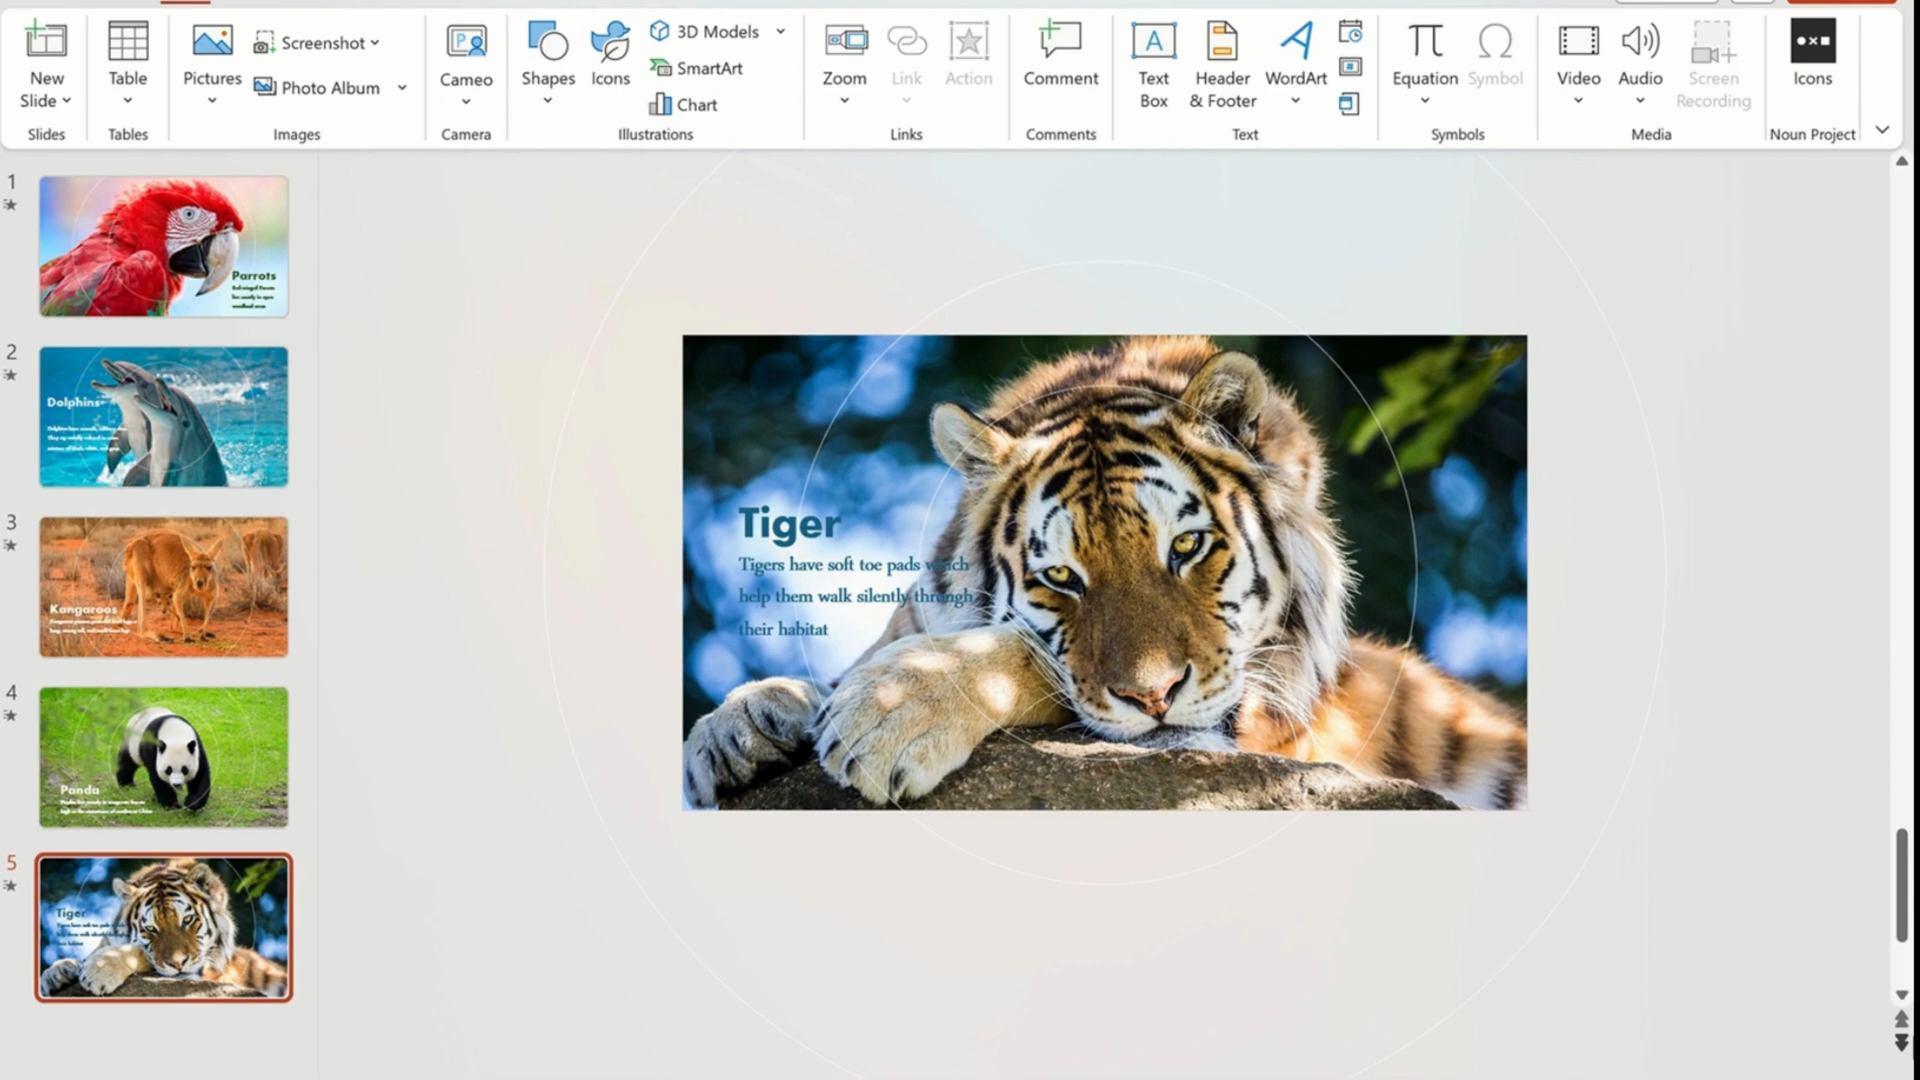 New
Slide
Slides
Table
Tables
Pictures
Screenshot
Photo Album
Images
Cameo
Camera
Shapes
Icons
3D Models
SmartArt
Chart
Illustrations
Zoom
Link
Action
Links
Comment
Comments
Text
Box
Header
& Footer
WordArt
Text
Equation
Symbol
Symbols
Video
Audio
Screen
Recording
Media
Icons
Noun Project
1
Parrots
2
Dolphins
3
Kangaroos
4
Panda
5
Tiger
Tiger
Tigers have soft toe pads which
help them walk silently through
their habitat